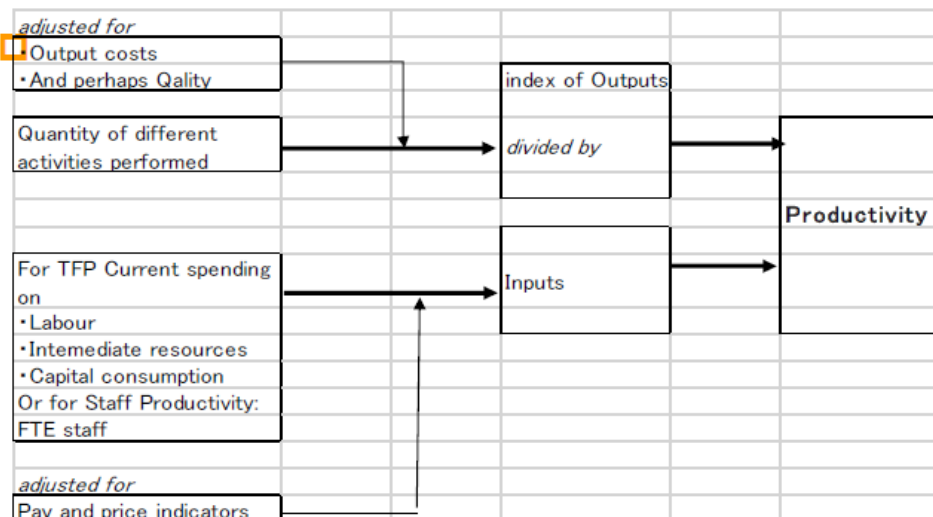 adjusted for
・Output costs
・And perhaps Qality
Quantity of different
activities performed
index of Outputs
divided by
Productivity
Inputs
For TFP Current spending
on
・Labour
・Intemediate resources
・Capital consumption
Or for Staff Productivity:
FTE staff
adjusted for
Pay and price indicators